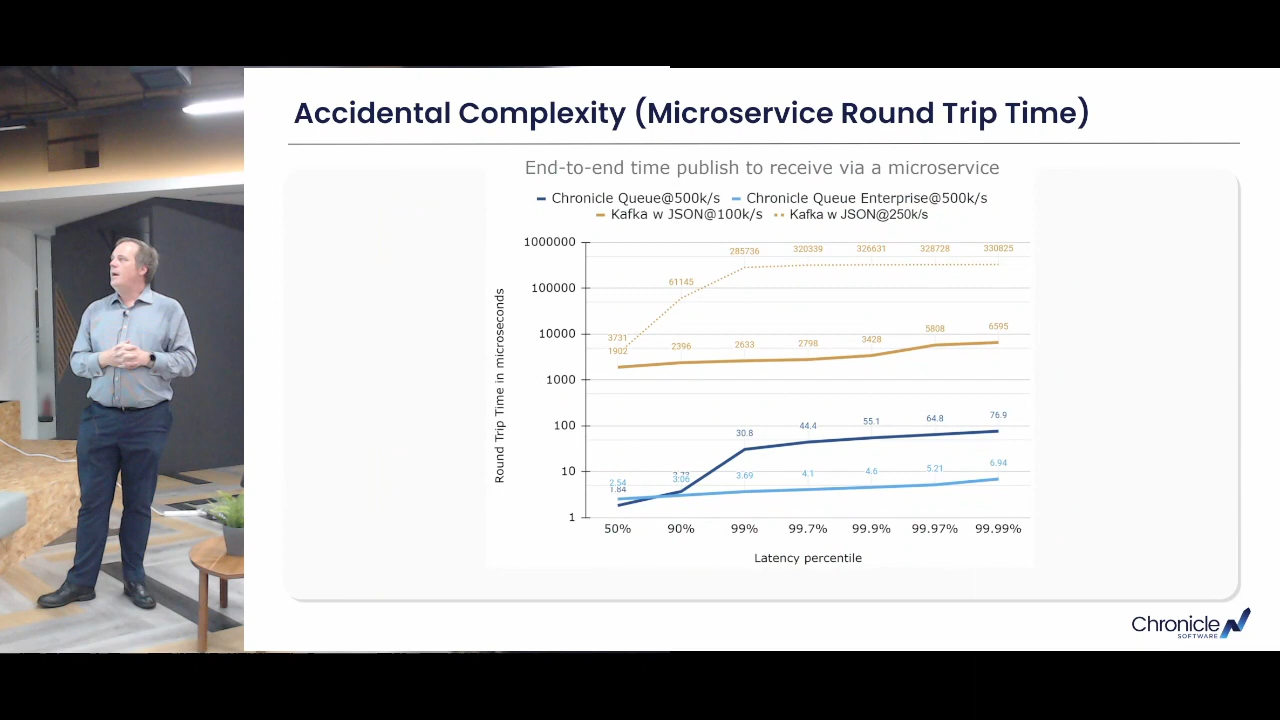 Accidental Complexity (Microservice Round Trip Time)
End-to-end time publish to receive via a microservice
Chronicle Queue@500k/s Chronicle Queue Enterprise@500k/s
Kafka w JSON@100k/s Kafka w JSON@250k/s
Round Trip Time in microseconds
1000000
100000
10000
1000
100
10
1
3731 61145 285736 320339 326631 328728 330825
1902 2396 2633 2798 3428 5808 6595
1.84 30.8 44.4 55.1 64.8 76.9
2.54 3.06 3.69 4.1 4.6 5.21 6.94
50% 90% 99% 99.7% 99.9% 99.97% 99.99%
Latency percentile
Chronicle
SOFTWARE